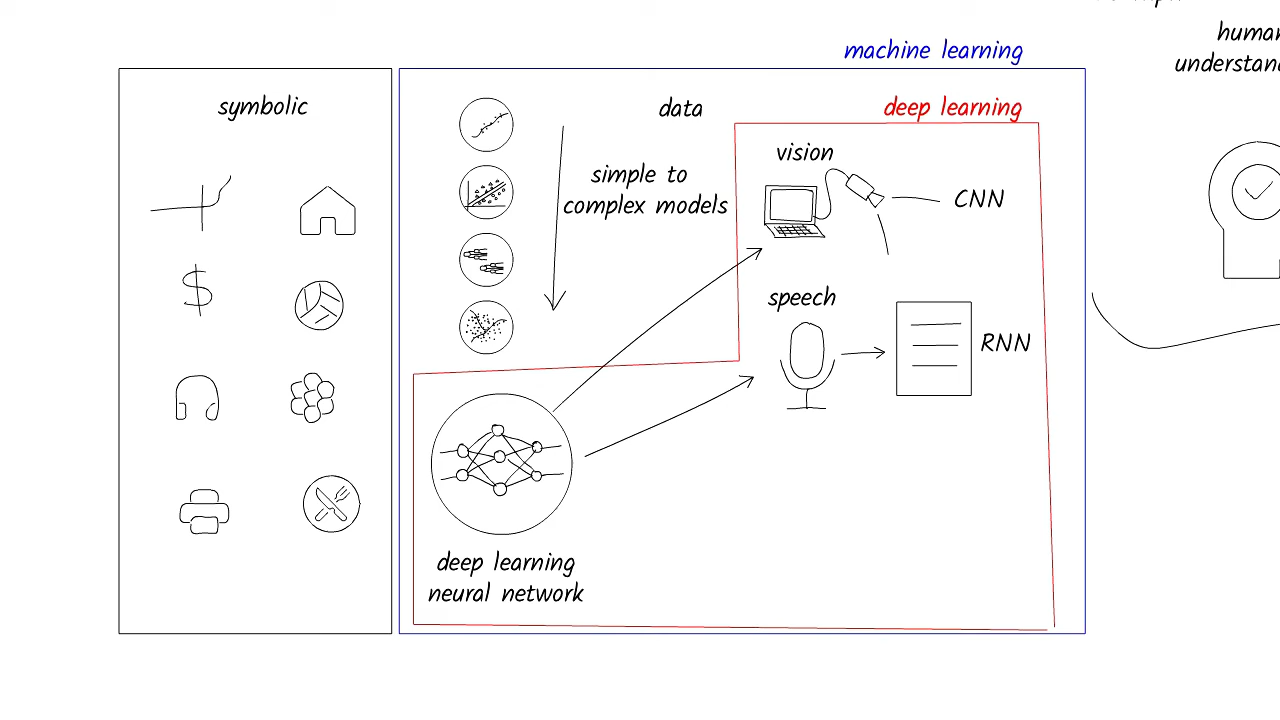 human
machine learning
symbolic
data
deep learning
vision
simple to
complex models
CNN
$
speech
RNN
deep learning
neural network